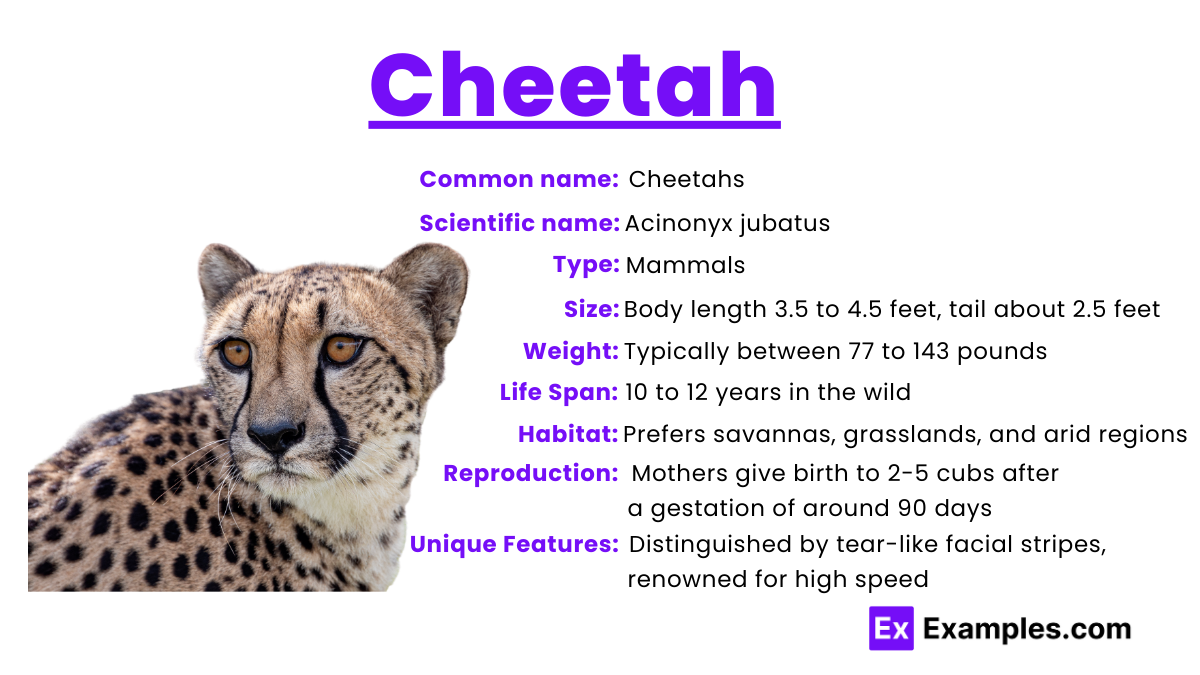 Cheetah
Common name: Cheetahs
Scientific name: Acinonyx jubatus
Type: Mammals
Size: Body length 3.5 to 4.5 feet, tail about 2.5 feet
Weight: Typically between 77 to 143 pounds
Life Span: 10 to 12 years in the wild
Habitat: Prefers savannas, grasslands, and arid regions
Reproduction: Mothers give birth to 2-5 cubs after
a gestation of around 90 days
Unique Features: Distinguished by tear-like facial stripes,
renowned for high speed
Ex Examples.com